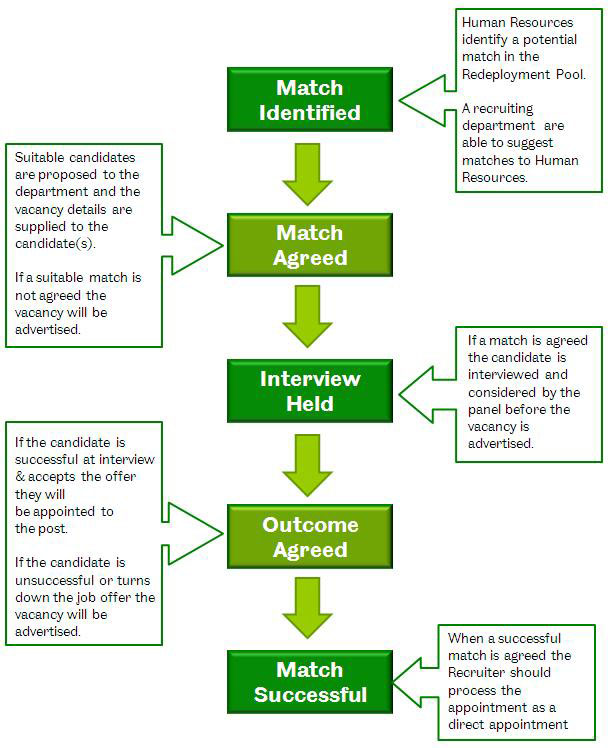 Human Resources
identify a potential
match in the
Redeployment Pool.
A recruiting
department are
able to suggest
matches to Human
Resources.
Match
Identified
Suitable candidates
are proposed to the
department and the
vacancy details are
supplied to the
candidate(s).
If a suitable match is
not agreed the
vacancy will be
advertised.
Match
Agreed
If a match is agreed
the candidate is
interviewed and
considered by the
panel before the
vacancy is
advertised.
Interview
Held
If the candidate is
successful at interview
& accepts the offer
they will
be appointed to
the post.
If the candidate is
unsuccessful or turns
down the job offer the
vacancy will be
advertised.
Outcome
Agreed
When a successful
match is agreed the
Recruiter should
process the
appointment as a
direct appointment
Match
Successful